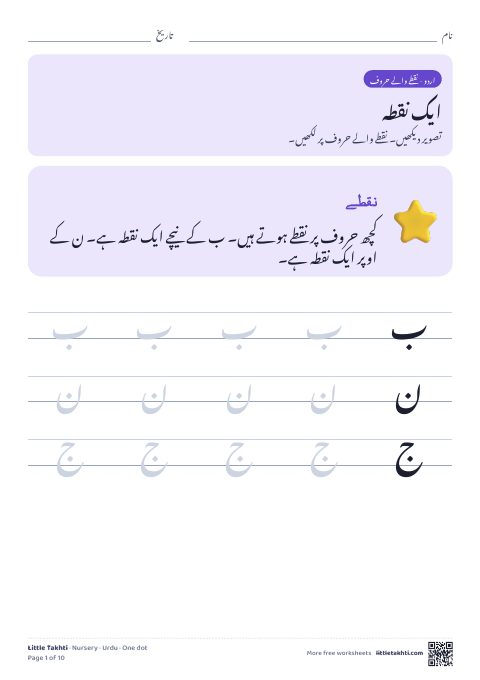 نام
تاریخ
اردو · نقطے والے حروف
ایک نقطہ
تصویر دیکھیں۔ نقطے والے حروف پر لکھیں۔
نقطے
کچھ حروف پر نقطے ہوتے ہیں۔ ب کے نیچے ایک نقطہ ہے۔ ن کے
اوپر ایک نقطہ ہے۔
ب ب ب ب ب
ن ن ن ن ن
ج ج ج ج ج
Little Takhti · Nursery · Urdu · One dot
Page 1 of 10
More free worksheets littletakhti.com